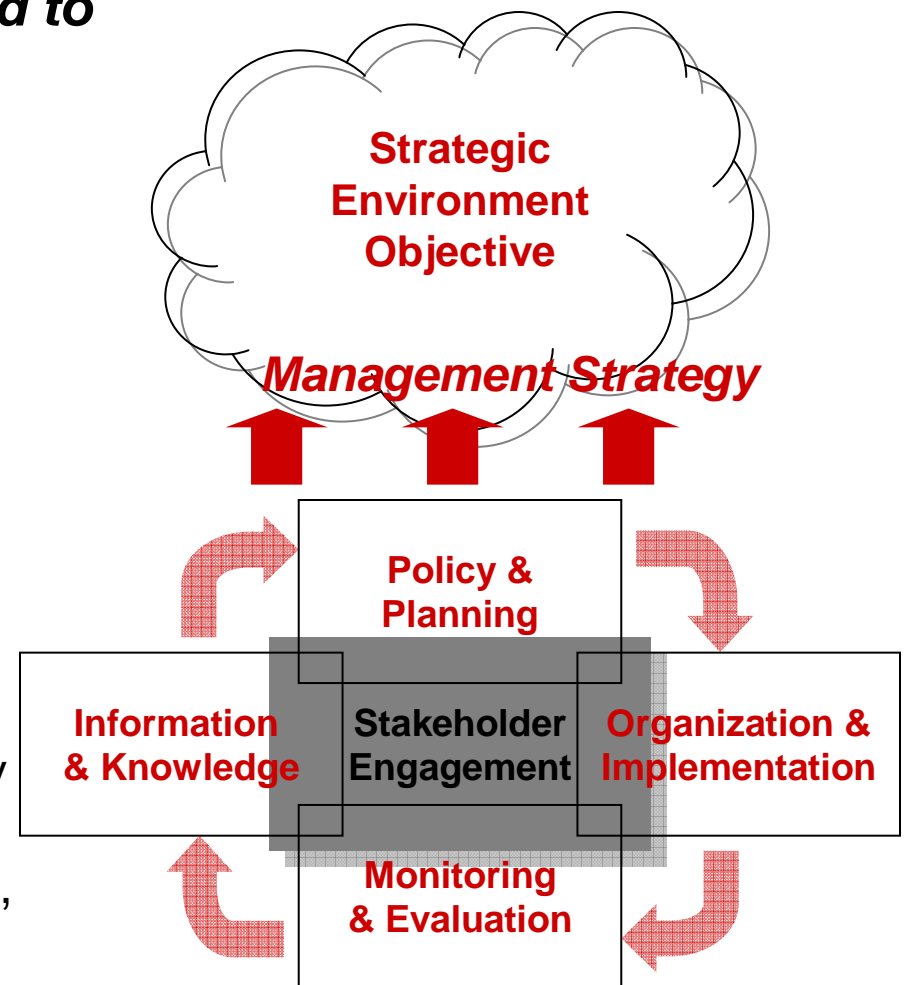 d to
Strategic
Environment
Objective
Management Strategy
Policy &
Planning
Information
& Knowledge
Stakeholder
Engagement
Organization &
Implementation
y
,
Monitoring
& Evaluation